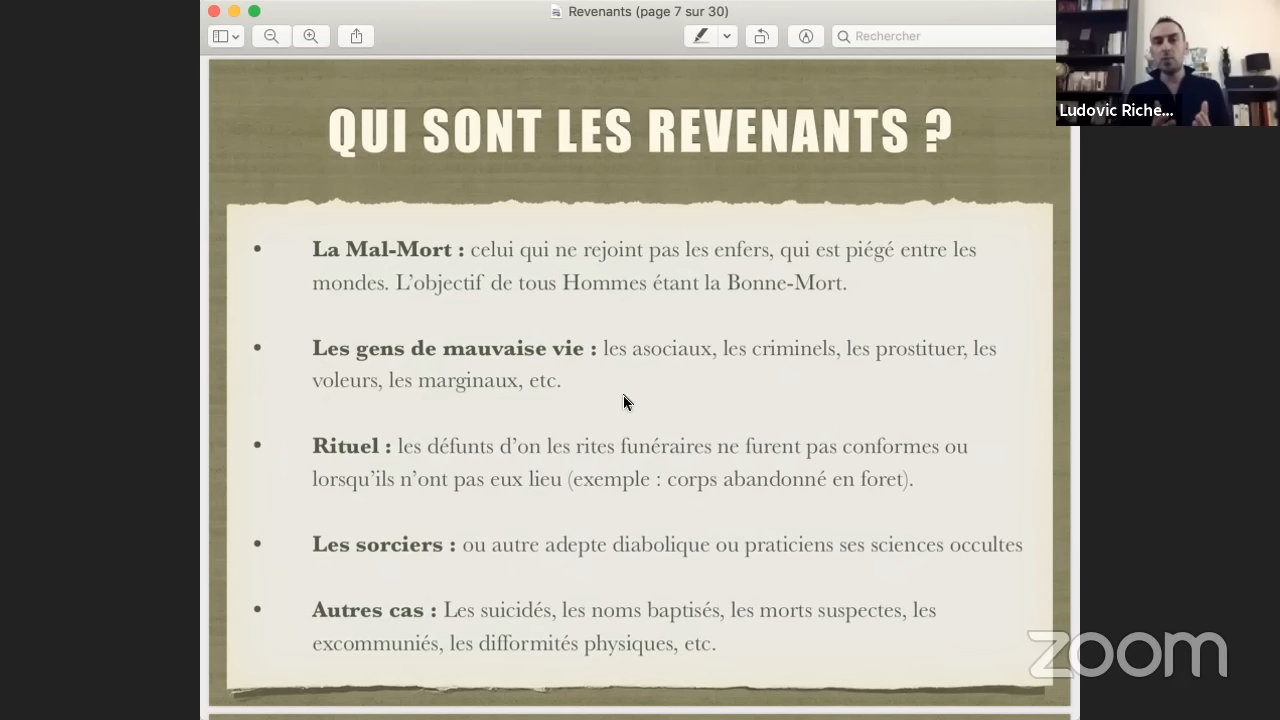 Revenants (page 7 sur 30)
Rechercher
Ludovic Riche...
QUI SONT LES REVENANTS ?
• La Mal-Mort : celui qui ne rejoint pas les enfers, qui est piégé entre les
mondes. L’objectif de tous Hommes étant la Bonne-Mort.
• Les gens de mauvaise vie : les asociaux, les criminels, les prostituer, les
voleurs, les marginaux, etc.
• Rituel : les défunts d’on les rites funéraires ne furent pas conformes ou
lorsqu’ils n’ont pas eux lieu (exemple : corps abandonné en foret).
• Les sorciers : ou autre adepte diabolique ou praticiens ses sciences occultes
• Autres cas : Les suicidés, les noms baptisés, les morts suspectes, les
excommuniés, les difformités physiques, etc.
zoom